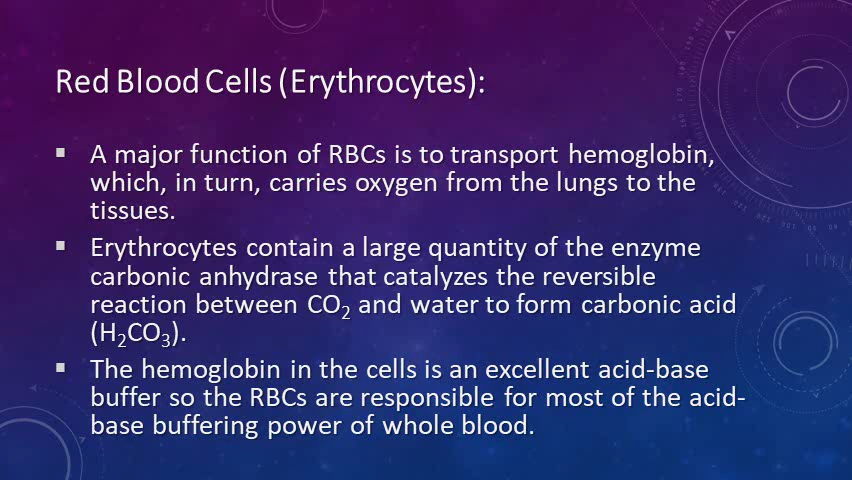 Red Blood Cells (Erythrocytes):
▪ A major function of RBCs is to transport hemoglobin,
which, in turn, carries oxygen from the lungs to the
tissues.
▪ Erythrocytes contain a large quantity of the enzyme
carbonic anhydrase that catalyzes the reversible
reaction between CO₂ and water to form carbonic acid
(H₂CO₃).
▪ The hemoglobin in the cells is an excellent acid-base
buffer so the RBCs are responsible for most of the acid-
base buffering power of whole blood.